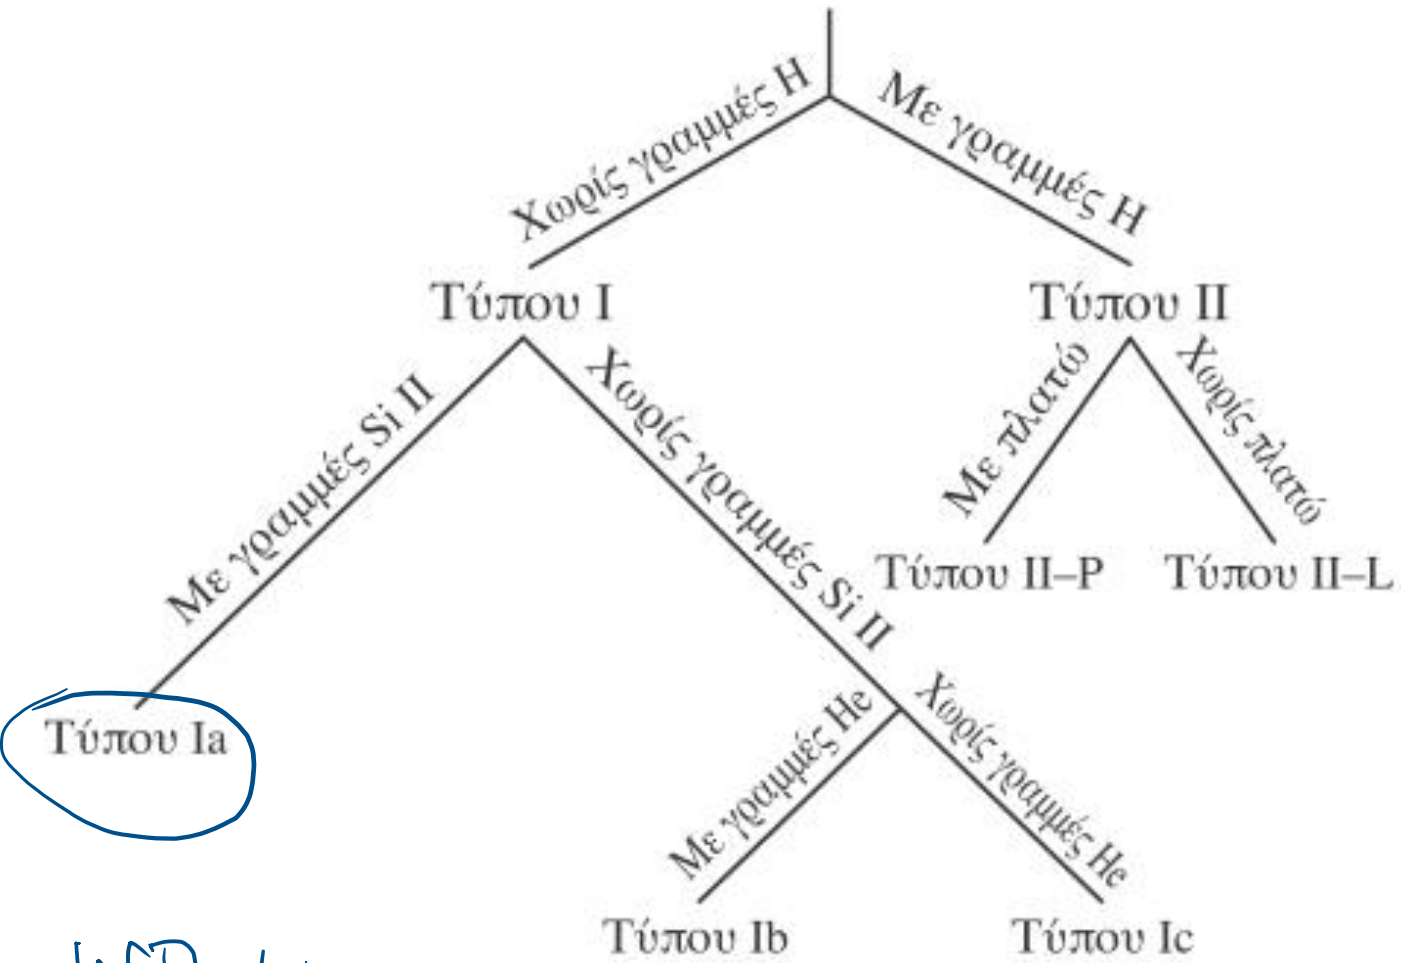 Χωρίς γραμμές H
Με γραμμές H
Τύπου I
Τύπου II
Με γραμμές Si II
Χωρίς γραμμές Si II
Με πλατώ
Χωρίς πλατώ
Τύπου II–P
Τύπου II–L
Τύπου Ia
Με γραμμές He
Χωρίς γραμμές He
Τύπου Ib
Τύπου Ic